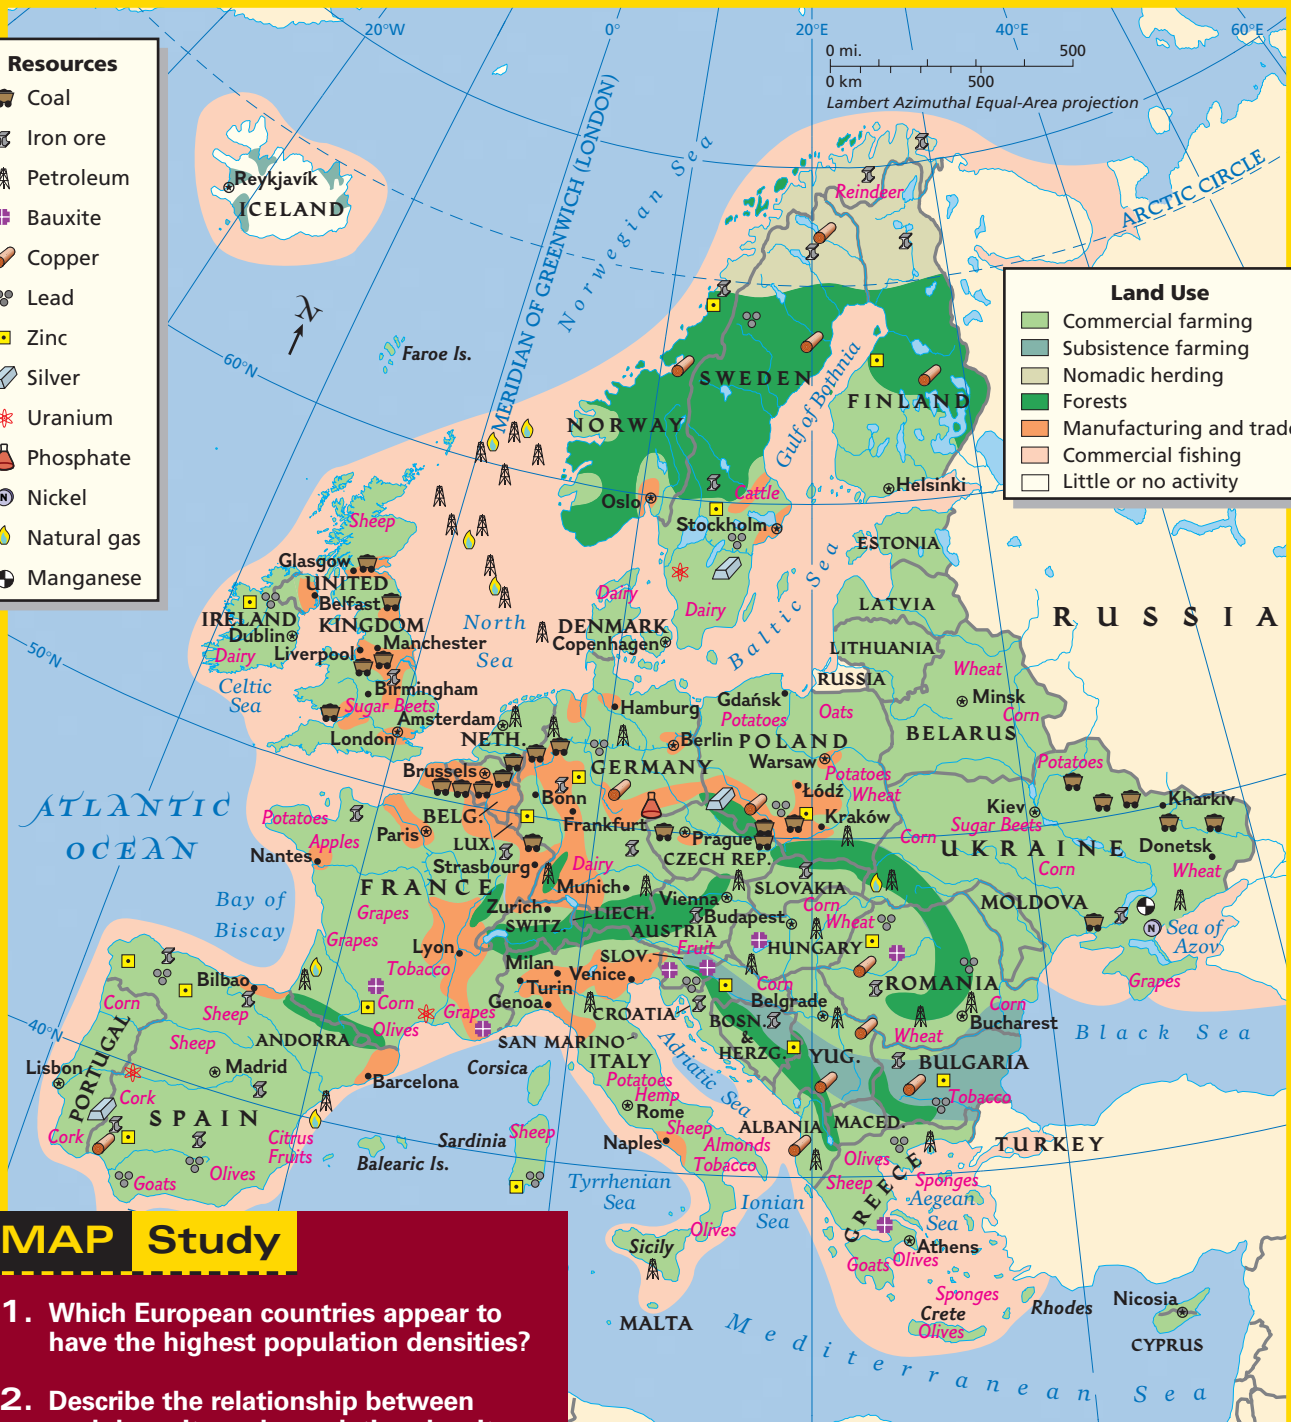 20°W
0°
20°E
40°E
60°E
0 mi.
500
0 km
500
Lambert Azimuthal Equal-Area projection
Resources
Coal
Iron ore
Petroleum
Bauxite
Copper
Lead
Zinc
Silver
Uranium
Phosphate
Nickel
N
Natural gas
Manganese
Land Use
Commercial farming
Subsistence farming
Nomadic herding
Forests
Manufacturing and trade
Commercial fishing
Little or no activity
MERIDIAN OF GREENWICH (LONDON)
Norwegian Sea
ARCTIC CIRCLE
Reykjavík
ICELAND
Reindeer
N
60°N
Faroe Is.
SWEDEN
FINLAND
NORWAY
Gulf of Bothnia
Helsinki
Oslo
Cattle
Stockholm
Sheep
ESTONIA
Glasgow
UNITED
Belfast
KINGDOM
IRELAND
Dublin
Manchester
Liverpool
Dairy
North
Sea
Dairy
Dairy
DENMARK
Copenhagen
Baltic Sea
LATVIA
LITHUANIA
RUSSIA
RUSSIA
Wheat
Minsk
Corn
BELARUS
50°N
Celtic
Sea
Birmingham
Sugar Beets
London
Amsterdam
NETH.
Hamburg
Gdańsk
Potatoes
Oats
Berlin
POLAND
Warsaw
GERMANY
Brussels
Bonn
BELG.
Łódź
Potatoes
Wheat
Potatoes
Kharkiv
ATLANTIC
OCEAN
Potatoes
Apples
Paris
Nantes
LUX.
Frankfurt
Kraków
Prague
CZECH REP.
Kiev
Sugar Beets
Corn
UKRAINE
Donetsk
Corn
Wheat
Strasbourg
Dairy
FRANCE
Munich
SLOVAKIA
Vienna
Corn
MOLDOVA
Bay of
Biscay
Grapes
Zurich
LIECH.
SWITZ.
AUSTRIA
Budapest
Wheat
N
Sea of
Azov
Grapes
Lyon
Fruit
HUNGARY
Milan
SLOV.
Venice
Tobacco
Turin
Corn
ROMANIA
Grapes
Bilbao
Corn
Genoa
CROATIA
Belgrade
Corn
Corn
Sheep
Olives
Grapes
BOSN.
&
HERZG.
Wheat
Bucharest
Black Sea
40°N
Sheep
ANDORRA
SAN MARINO
ITALY
Adriatic Sea
YUG.
BULGARIA
PORTUGAL
Lisbon
Madrid
Barcelona
Corsica
Potatoes
Hemp
Rome
Tobacco
Cork
SPAIN
Sheep
ALBANIA
MACED.
Cork
Citrus
Fruits
Sardinia
Sheep
Naples
Almonds
Tobacco
Olives
TURKEY
Balearic Is.
Goats
Olives
Tyrrhenian
Sea
Ionian
Sea
Sheep
Sponges
Aegean
Sea
GREECE
Olives
Sicily
Athens
Goats
Olives
Sponges
Crete
Olives
Rhodes
Nicosia
CYPRUS
MALTA
Mediterranean Sea
MAP Study
1. Which European countries appear to
have the highest population densities?
2. Describe the relationship between